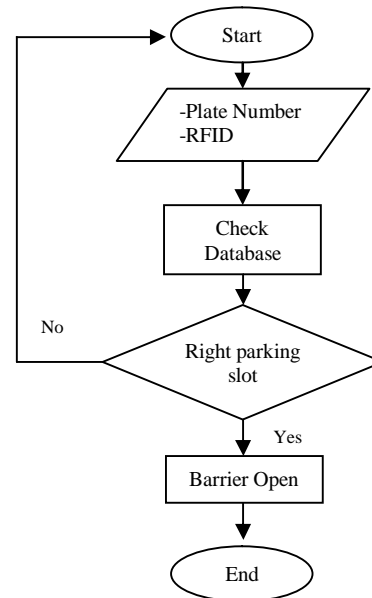 Start
-Plate Number
-RFID
Check
Database
No
Right parking
slot
Yes
Barrier Open
End